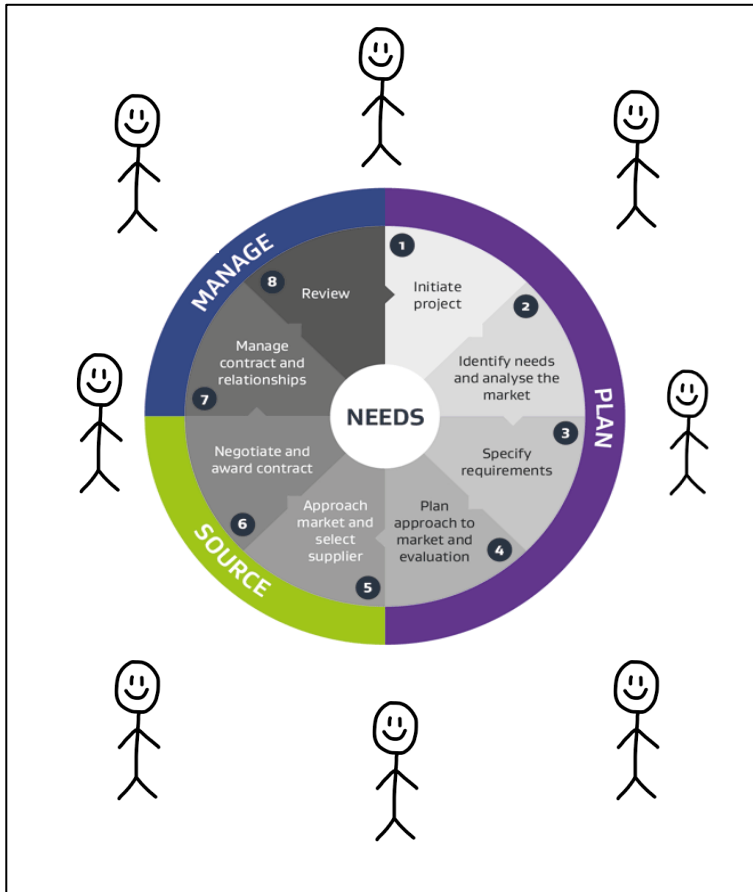 MANAGE
PLAN
SOURCE
NEEDS
1
Initiate
project
2
Identify needs
and analyse the
market
3
Specify
requirements
4
Plan
approach to
market and
evaluation
5
Approach
market and
select
supplier
6
Negotiate and
award contract
7
Manage
contract and
relationships
8
Review